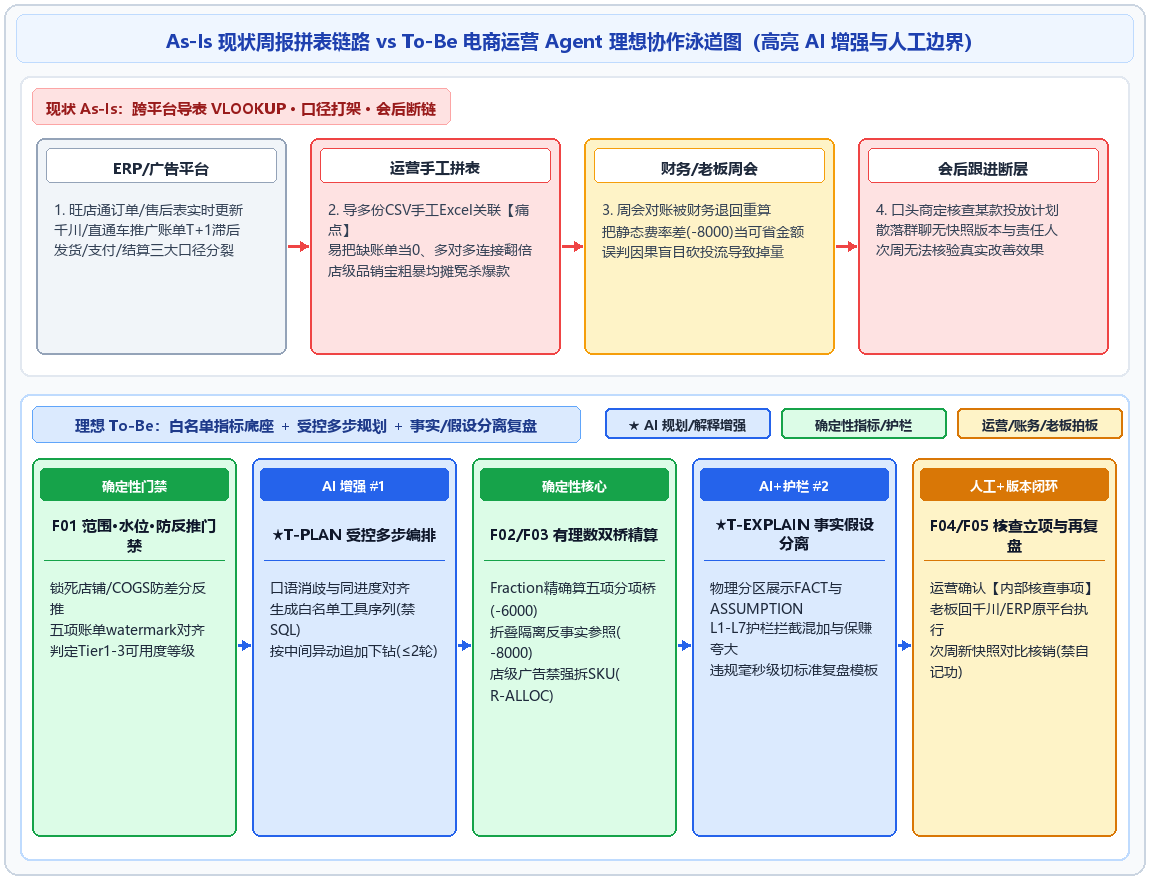 As-Is 现状周报拼表链路 vs To-Be 电商运营 Agent 理想协作泳道图（高亮 AI 增强与人工边界）
现状 As-Is：跨平台导表 VLOOKUP · 口径打架 · 会后断链
ERP/广告平台
1. 旺店通订单/售后表实时更新
千川/直通车推广账单T+1滞后
发货/支付/结算三大口径分裂
运营手工拼表
2. 导多份CSV手工Excel关联【痛
点】
易把缺账单当0、多对多连接翻倍
店级品销宝粗暴均摊冤杀爆款
财务/老板周会
3. 周会对账被财务退回重算
把静态费率差(-8000)当可省金额
误判因果盲目砍投流导致掉量
会后跟进断层
4. 口头商定核查某款投放计划
散落群聊无快照版本与责任人
次周无法核验真实改善效果
理想 To-Be：白名单指标底座 + 受控多步规划 + 事实/假设分离复盘
★ AI 规划/解释增强
确定性指标/护栏
运营/账务/老板拍板
确定性门禁
F01 范围·水位·防反推门
禁
锁死店铺/COGS防差分反
推
五项账单watermark对齐
判定Tier1-3可用度等级
AI 增强 #1
★T-PLAN 受控多步编排
口语消歧与同进度对齐
生成白名单工具序列(禁
SQL)
按中间异动追加下钻(≤2轮)
确定性核心
F02/F03 有理数双桥精算
Fraction精确算五项分项桥
(-6000)
折叠隔离反事实参照(
-8000)
店级广告禁强拆SKU(
R-ALLOC)
AI+护栏 #2
★T-EXPLAIN 事实假设
分离
物理分区展示FACT与
ASSUMPTION
L1-L7护栏拦截混加与保赚
夸大
违规毫秒级切标准复盘模板
人工+版本闭环
F04/F05 核查立项与再复
盘
运营确认【内部核查事项】
老板回千川/ERP原平台执
行
次周新快照对比核销(禁自
记功)